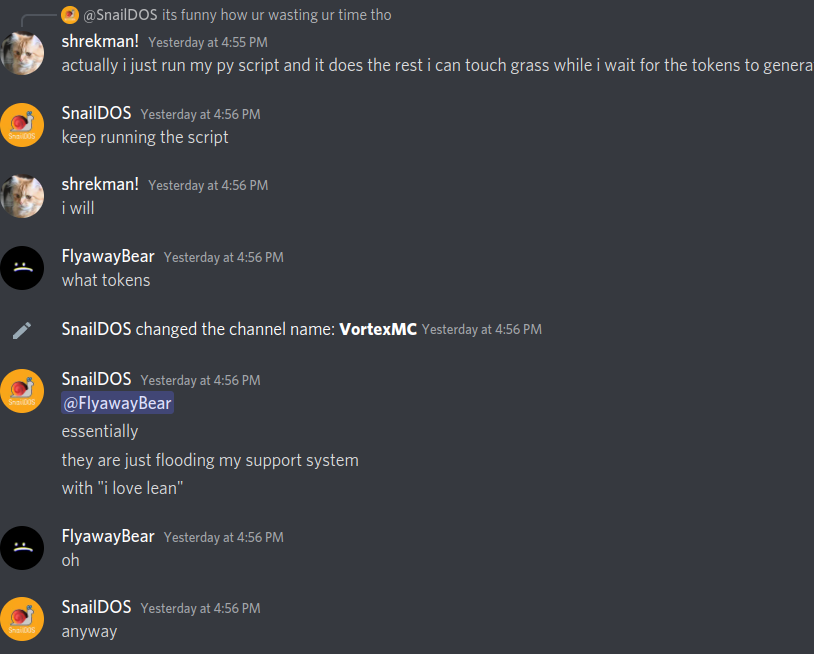 @SnailDOS its funny how ur wasting ur time tho
shrekman! Yesterday at 4:55 PM
actually i just run my py script and it does the rest i can touch grass while i wait for the tokens to genera
SnailDOS Yesterday at 4:56 PM
keep running the script
shrekman! Yesterday at 4:56 PM
i will
FlyawayBear Yesterday at 4:56 PM
what tokens
SnailDOS changed the channel name: VortexMC Yesterday at 4:56 PM
SnailDOS Yesterday at 4:56 PM
@FlyawayBear
essentially
they are just flooding my support system
with "i love lean"
FlyawayBear Yesterday at 4:56 PM
oh
SnailDOS Yesterday at 4:56 PM
anyway